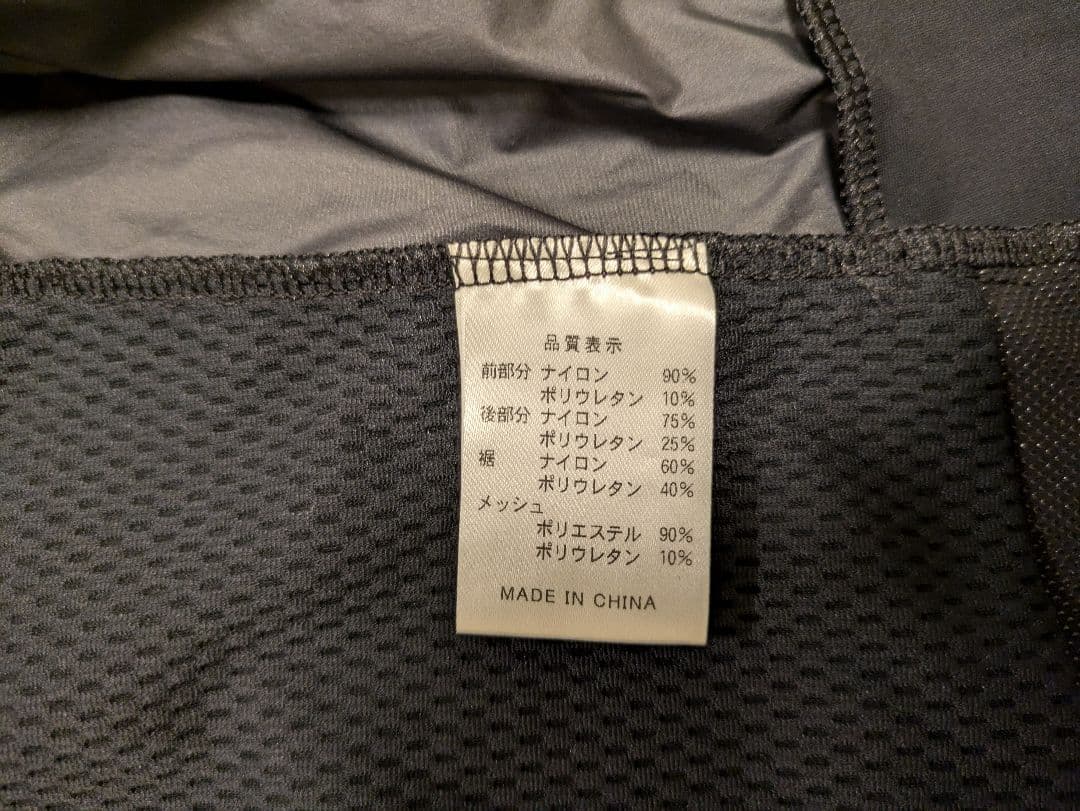 品質表示
前部分 ナイロン 90%
ポリウレタン 10%
後部分 ナイロン 75%
ポリウレタン 25%
裾 ナイロン 60%
ポリウレタン 40%
メッシュ
ポリエステル 90%
ポリウレタン 10%
MADE IN CHINA